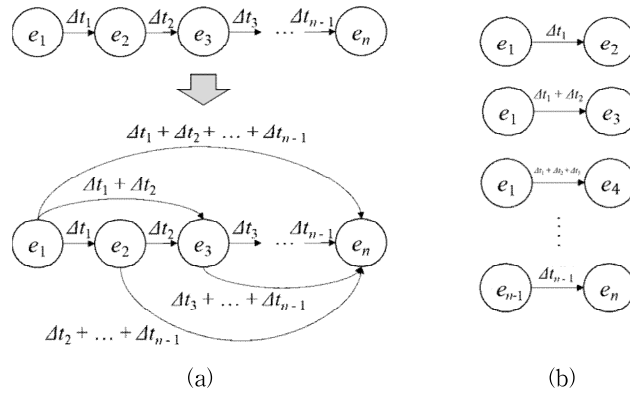 Δt₁ Δt₂ Δt₃ Δtₙ₋₁
e₁ e₂ e₃ ... eₙ
Δt₁ + Δt₂ + ... + Δtₙ₋₁
Δt₁ + Δt₂
Δt₁ Δt₂ Δt₃ Δtₙ₋₁
e₁ e₂ e₃ ... eₙ
Δt₃ + ... + Δtₙ₋₁
Δt₂ + ... + Δtₙ₋₁
(a)
Δt₁
e₁ e₂
Δt₁ + Δt₂
e₁ e₃
Δt₁ + Δt₂ + Δt₃
e₁ e₄
Δtₙ₋₁
eₙ₋₁ eₙ
(b)